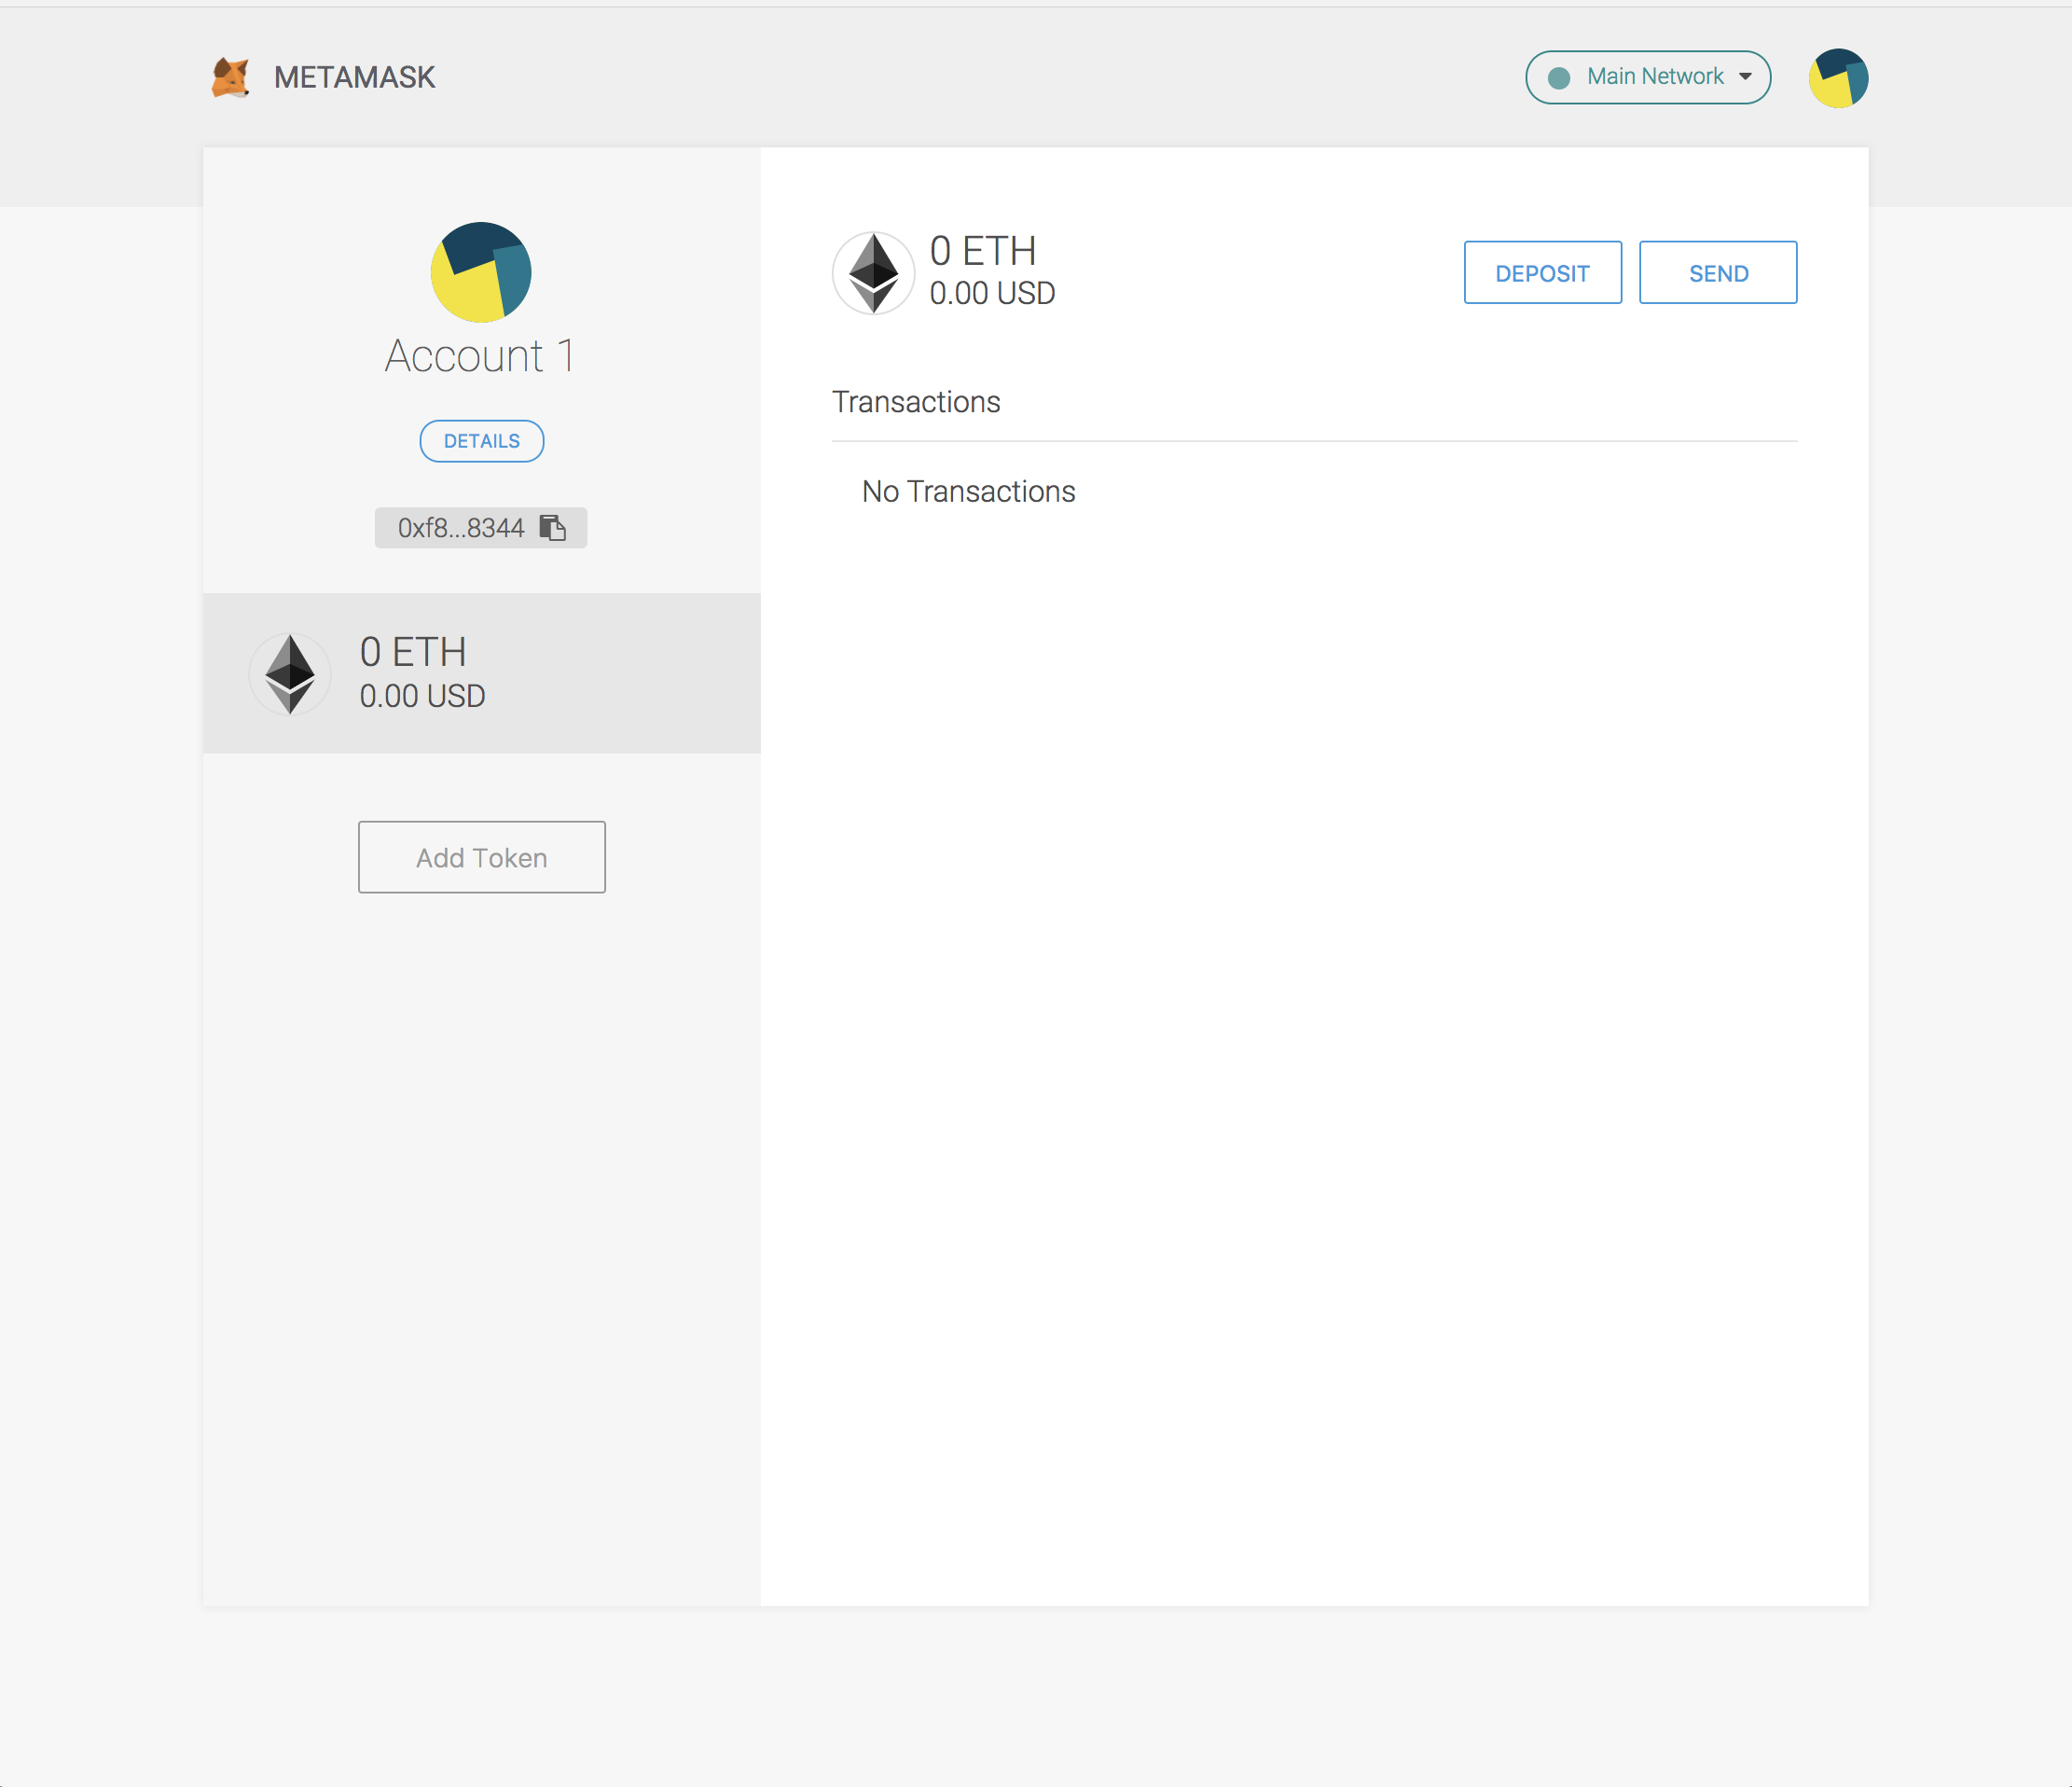 METAMASK
Main Network
Account 1
DETAILS
0xf8...8344
0 ETH
0.00 USD
Add Token
0 ETH
0.00 USD
DEPOSIT
SEND
Transactions
No Transactions